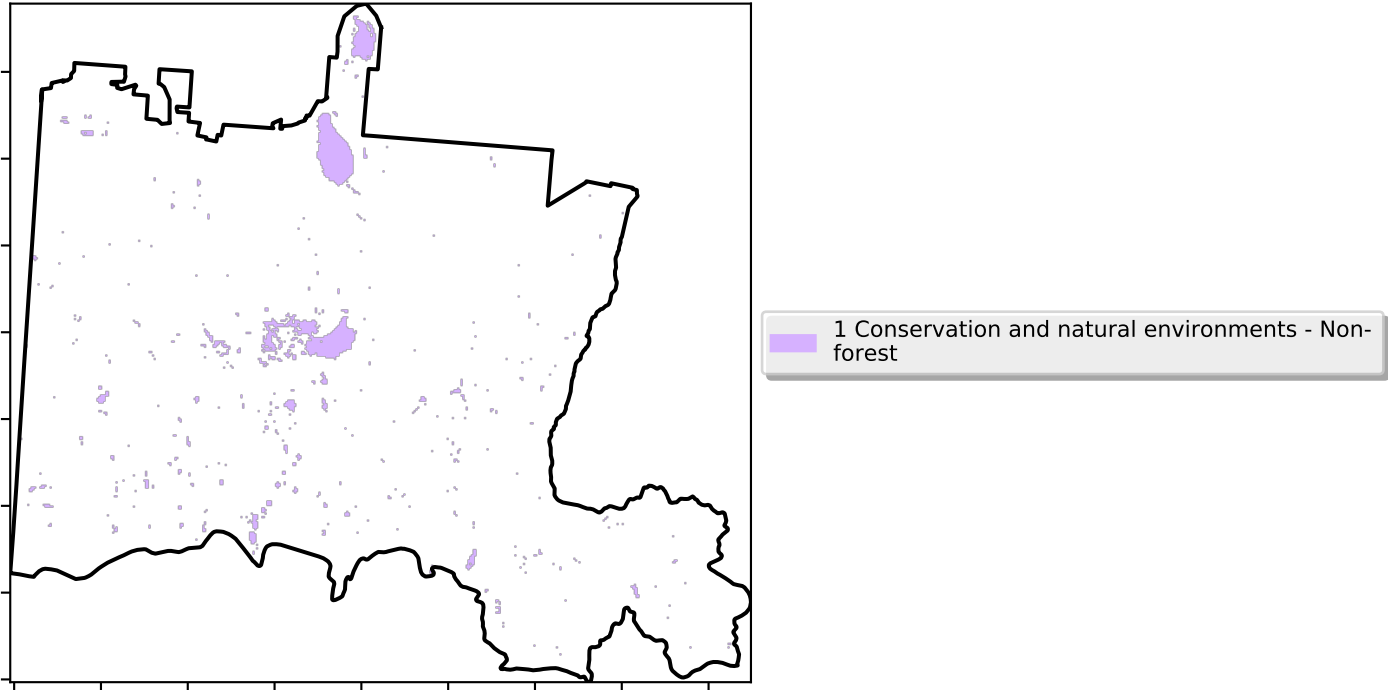 1 Conservation and natural environments - Non-
forest